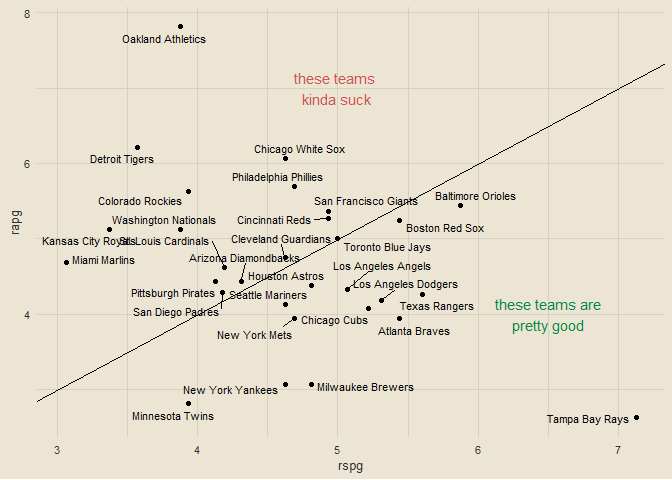 8
Oakland Athletics
these teams
kinda suck
Detroit Tigers
Chicago White Sox
6
Philadelphia Phillies
Colorado Rockies
San Francisco Giants
Baltimore Orioles
Washington Nationals
Cincinnati Reds
Boston Red Sox
Kansas City Royals
St. Louis Cardinals
Cleveland Guardians
Toronto Blue Jays
rapg
Miami Marlins
Arizona Diamondbacks
Los Angeles Angels
Houston Astros
Los Angeles Dodgers
Pittsburgh Pirates
Seattle Mariners
Texas Rangers
these teams are
pretty good
San Diego Padres
4
Chicago Cubs
New York Mets
Atlanta Braves
New York Yankees
Milwaukee Brewers
Minnesota Twins
Tampa Bay Rays
3
4
5
6
7
rspg